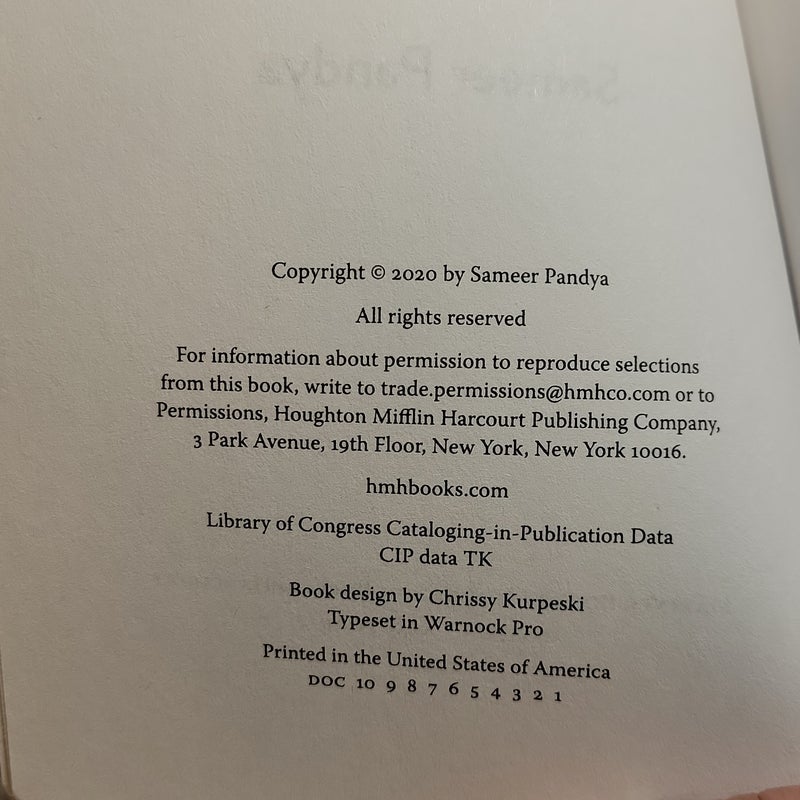 Copyright © 2020 by Sameer Pandya
All rights reserved
For information about permission to reproduce selections
from this book, write to trade.permissions@hmhco.com or to
Permissions, Houghton Mifflin Harcourt Publishing Company,
3 Park Avenue, 19th Floor, New York, New York 10016.
hmhbooks.com
Library of Congress Cataloging-in-Publication Data
CIP data TK
Book design by Chrissy Kurpeski
Typeset in Warnock Pro
Printed in the United States of America
DOC 10 9 8 7 6 5 4 3 2 1